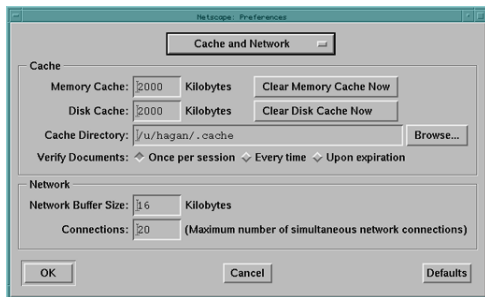 Netscape: Preferences
Cache and Network
Cache
Memory Cache: 2000 Kilobytes Clear Memory Cache Now
Disk Cache: 2000 Kilobytes Clear Disk Cache Now
Cache Directory: /u/hagan/.cache Browse...
Verify Documents: Once per session Every time Upon expiration
Network
Network Buffer Size: 16 Kilobytes
Connections: 20 (Maximum number of simultaneous network connections)
OK Cancel Defaults